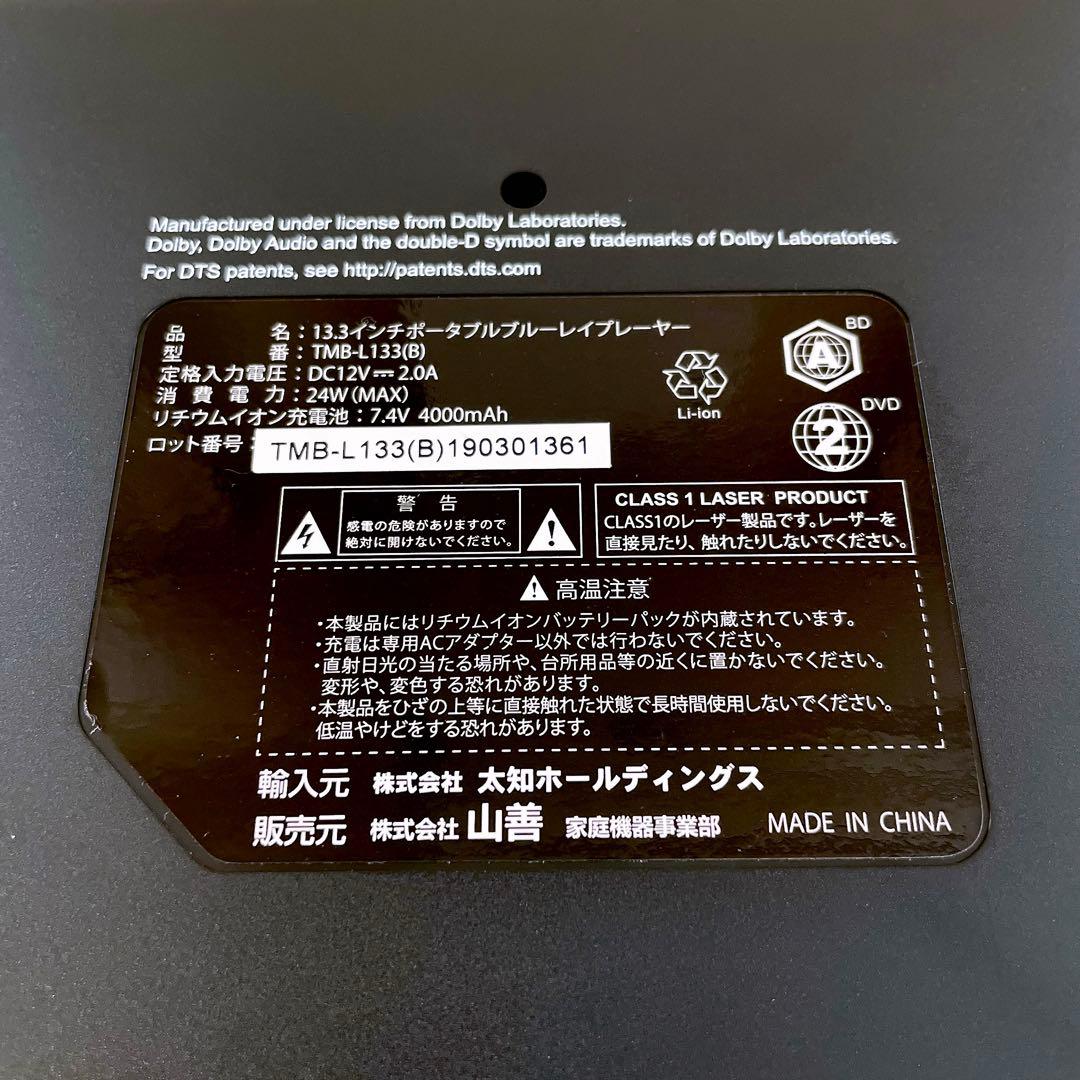 Manufactured under license from Dolby Laboratories.
Dolby, Dolby Audio and the double-D symbol are trademarks of Dolby Laboratories.
For DTS patents, see http://patents.dts.com
品名：13.3インチポータブルブルーレイプレーヤー
型番：TMB-L133(B)
定格入力電圧：DC12V⎓2.0A
消費電力：24W(MAX)
リチウムイオン充電池：7.4V 4000mAh
ロット番号：TMB-L133(B)190301361
Li-ion
BD
A
DVD
2
警告
感電の危険がありますので
絶対に開けないでください。
CLASS 1 LASER PRODUCT
CLASS1のレーザー製品です。レーザーを
直接見たり、触れたりしないでください。
高温注意
・本製品にはリチウムイオンバッテリーパックが内蔵されています。
・充電は専用ACアダプター以外では行わないでください。
・直射日光の当たる場所や、台所用品等の近くに置かないでください。
変形や、変色する恐れがあります。
・本製品をひざの上等に直接触れた状態で長時間使用しないでください。
低温やけどをする恐れがあります。
輸入元 株式会社 太知ホールディングス
販売元 株式会社 山善 家庭機器事業部 MADE IN CHINA